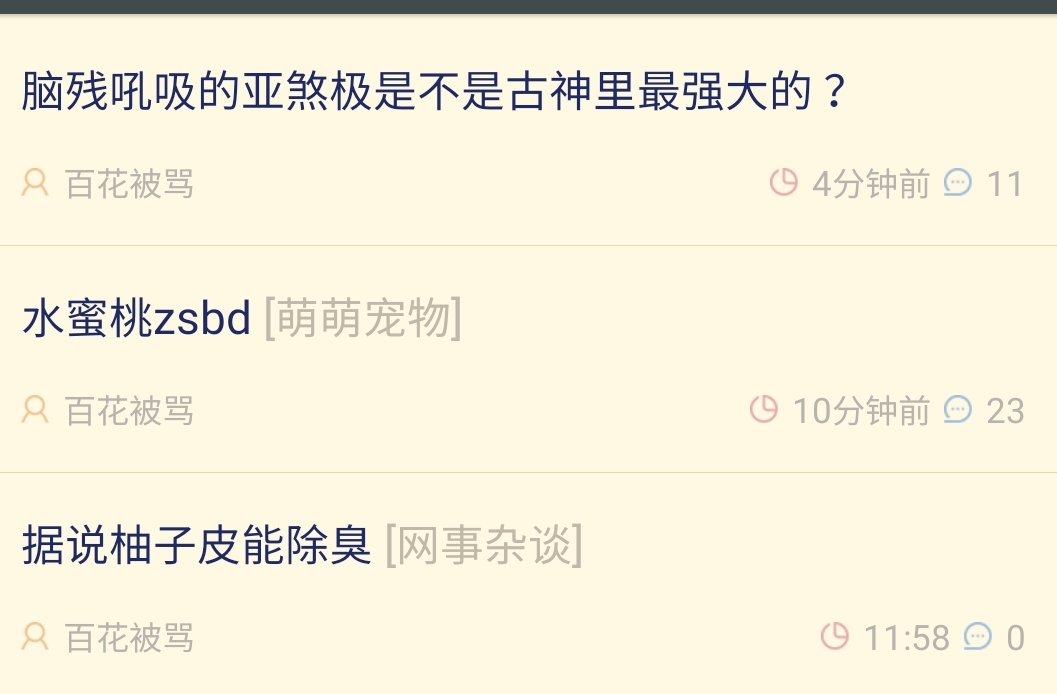 脑残吼吸的亚煞极是不是古神里最强大的？
百花被骂 4分钟前 11
水蜜桃zsbd [萌萌宠物]
百花被骂 10分钟前 23
据说柚子皮能除臭 [网事杂谈]
百花被骂 11:58 0